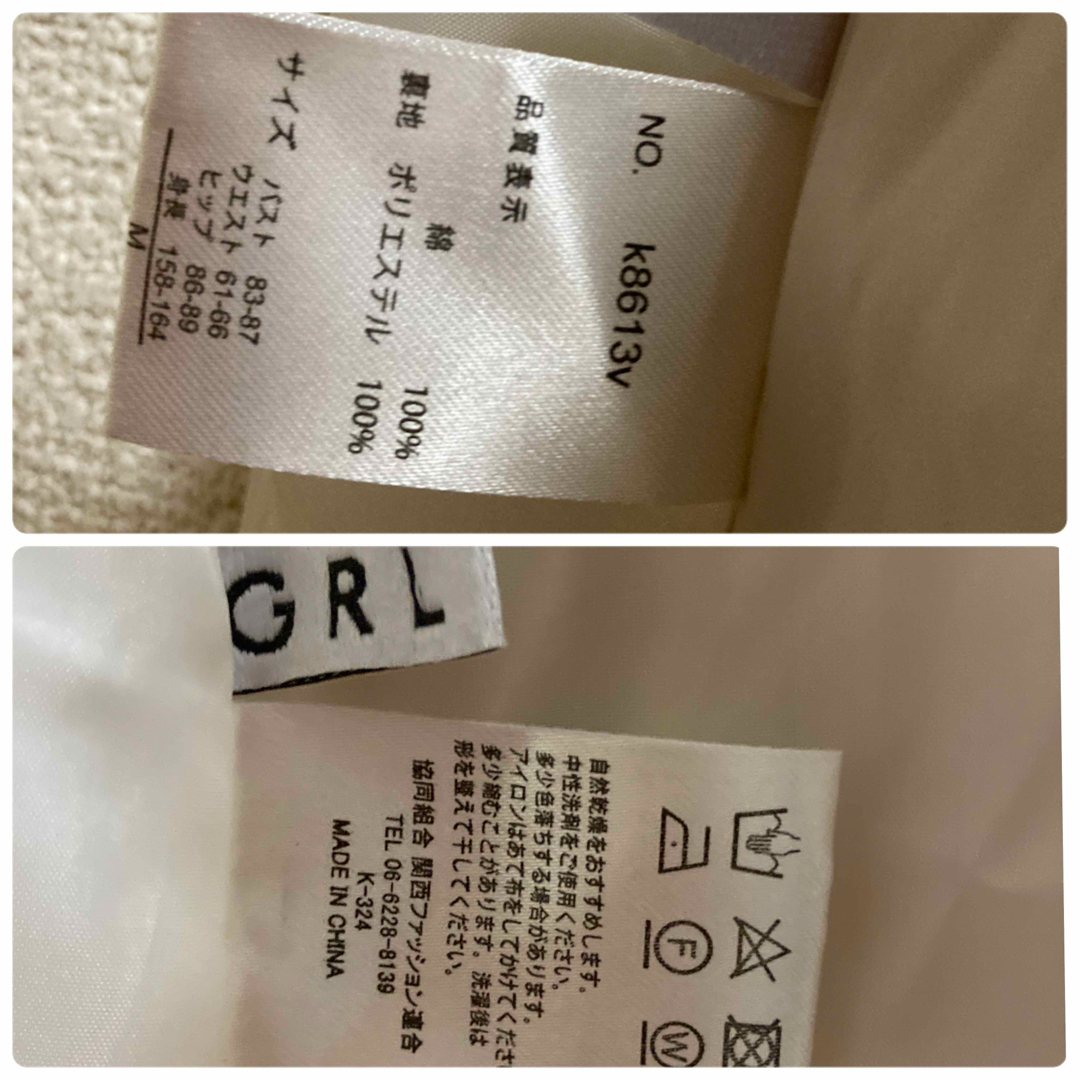 NO. k8613v
品質表示
綿 100%
裏地 ポリエステル 100%
サイズ
バスト 83-87
ウエスト 61-66
ヒップ 86-89
身長 158-164
M
GRL
F
W
自然乾燥をおすすめします。
中性洗剤をご使用ください。
多少色落ちする場合があります。
アイロンはあて布をしてかけてくださ
多少縮むことがあります。洗濯後は
形を整えて干してください。
協同組合 関西ファッション連合
TEL 06-6228-8139
K-324
MADE IN CHINA